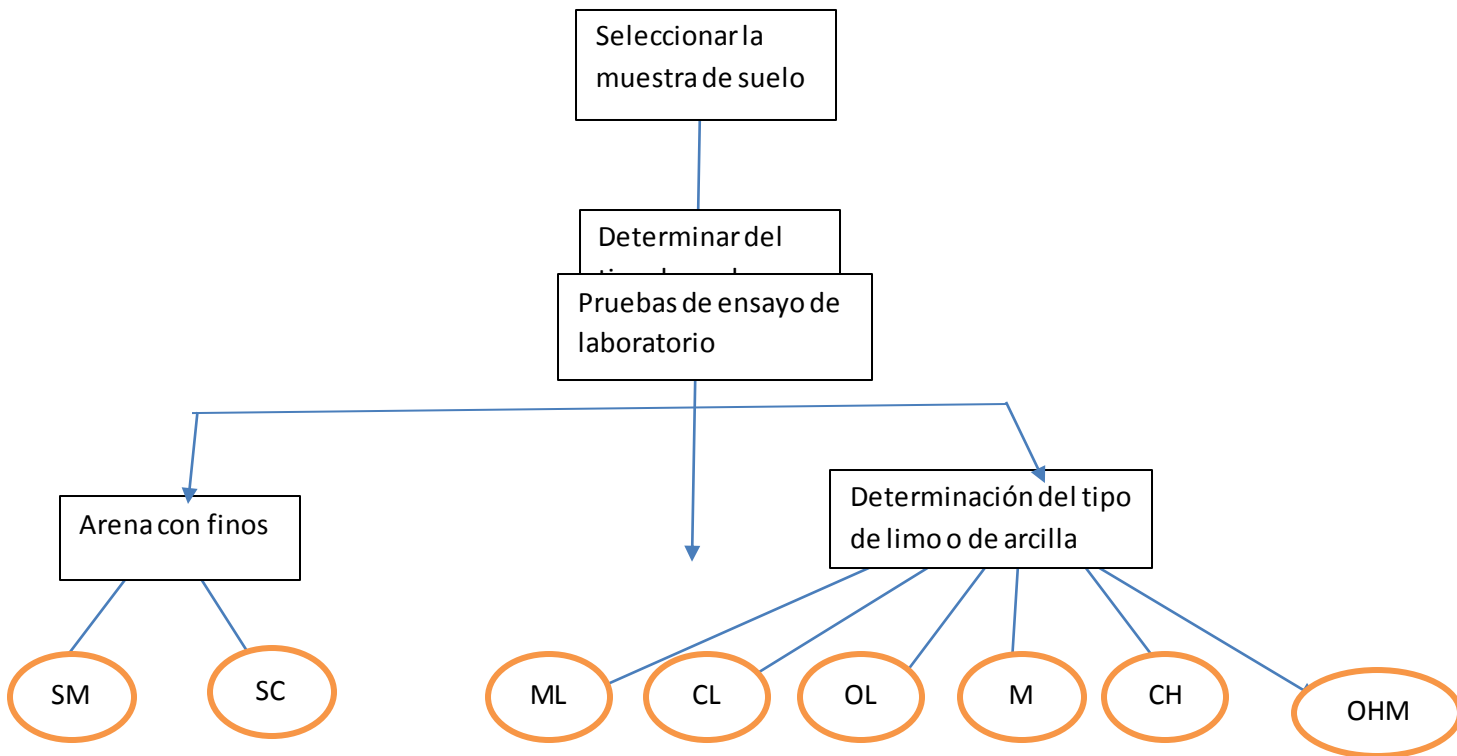 Seleccionar la
muestra de suelo
Determinar del
Pruebas de ensayo de
laboratorio
Arena con finos
Determinación del tipo
de limo o de arcilla
SM
SC
ML
CL
OL
M
CH
OHM